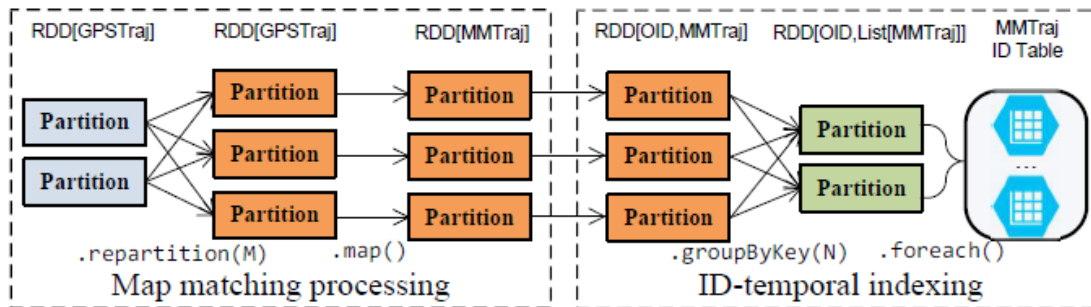 RDD[GPSTraj]
RDD[GPSTraj]
RDD[MMTraj]
RDD[OID,MMTraj]
RDD[OID,List[MMTraj]]
MMTraj
ID Table
Partition
Partition
Partition
Partition
Partition
Partition
Partition
Partition
Partition
Partition
Partition
Partition
Partition
...
.repartition(M)
.map()
.groupByKey(N)
.foreach()
Map matching processing
ID-temporal indexing